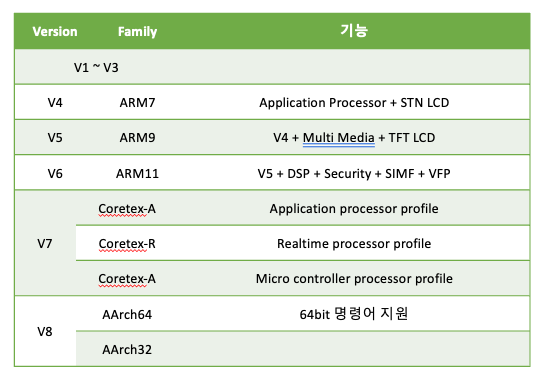 Version Family 기능
V1 ~ V3
V4 ARM7 Application Processor + STN LCD
V5 ARM9 V4 + Multi Media + TFT LCD
V6 ARM11 V5 + DSP + Security + SIMF + VFP
V7 Coretex-A Application processor profile
Coretex-R Realtime processor profile
Coretex-A Micro controller processor profile
V8 AArch64 64bit 명령어 지원
AArch32